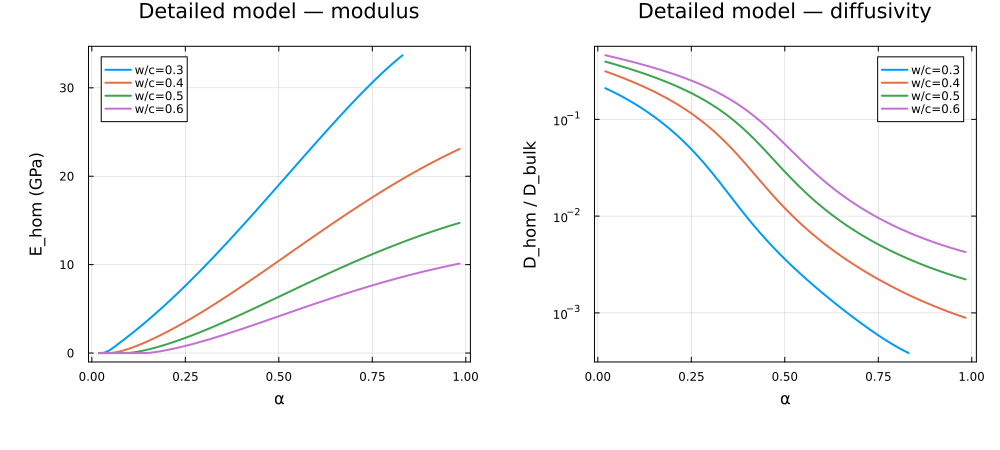 Detailed model — modulus
E_hom (GPa)
30
20
10
0
w/c=0.3
w/c=0.4
w/c=0.5
w/c=0.6
0.00 0.25 0.50 0.75 1.00
α
Detailed model — diffusivity
D_hom / D_bulk
10⁻¹
10⁻²
10⁻³
w/c=0.3
w/c=0.4
w/c=0.5
w/c=0.6
0.00 0.25 0.50 0.75 1.00
α